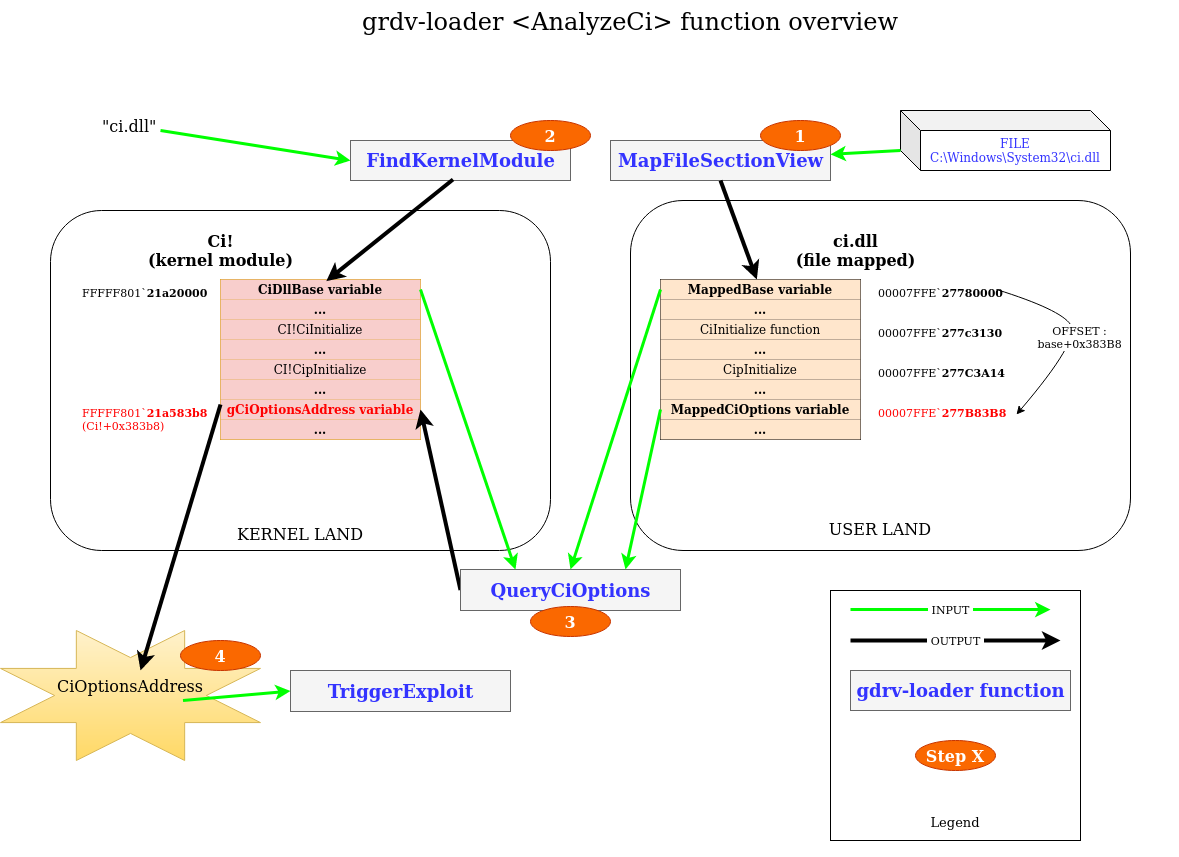 grdv-loader <AnalyzeCi> function overview
"ci.dll"
2
FindKernelModule
1
MapFileSectionView
FILE
C:\Windows\System32\ci.dll
Ci!
(kernel module)
FFFFF801`21a20000
CiDllBase variable
...
CI!CiInitialize
...
CI!CipInitialize
...
FFFFF801`21a583b8
(Ci!+0x383b8)
gCiOptionsAddress variable
...
KERNEL LAND
ci.dll
(file mapped)
MappedBase variable
00007FFE`27780000
...
CiInitialize function
00007FFE`277c3130
...
CipInitialize
00007FFE`277C3A14
...
MappedCiOptions variable
00007FFE`277B83B8
...
OFFSET :
base+0x383B8
USER LAND
QueryCiOptions
3
4
CiOptionsAddress
TriggerExploit
INPUT
OUTPUT
gdrv-loader function
Step X
Legend